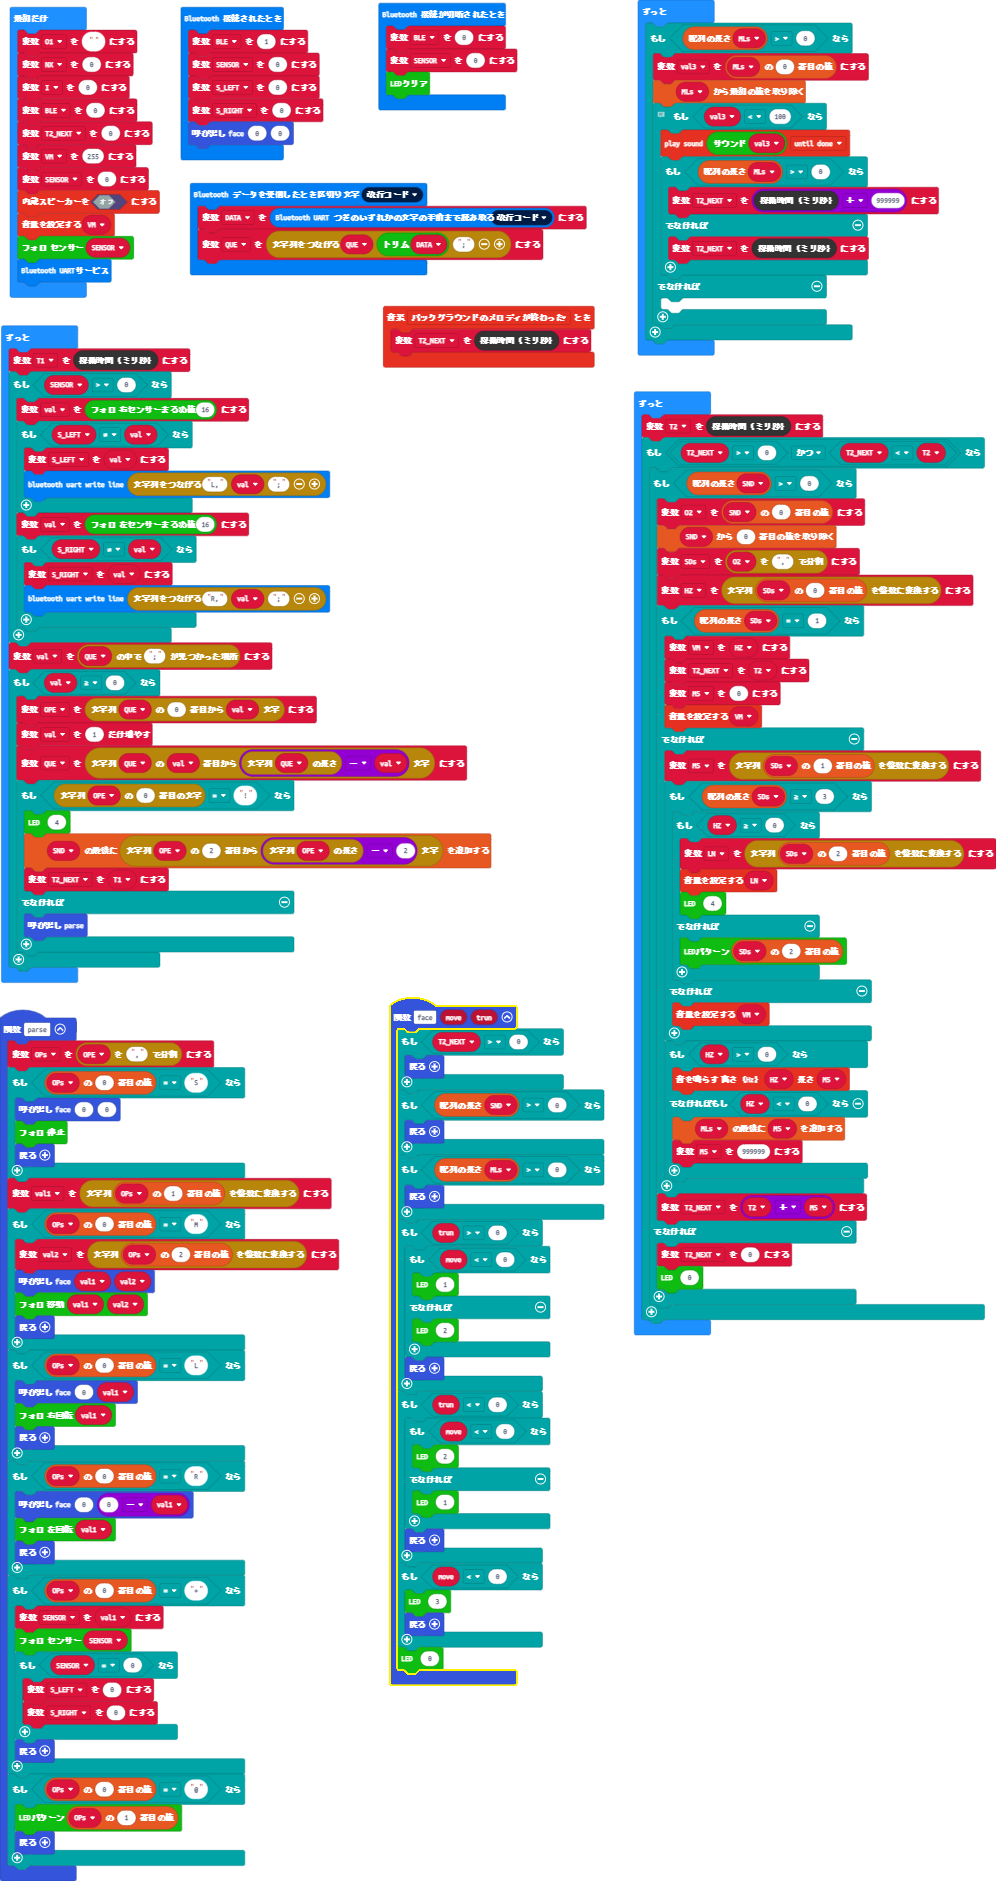 最初だけ
変数 O1 を " " にする
変数 NX を 0 にする
変数 I を 0 にする
変数 BLE を 0 にする
変数 T2_NEXT を 0 にする
変数 VM を 255 にする
変数 SENSOR を 0 にする
内蔵スピーカーを オフ にする
音量を設定する VM
フォロ センサー SENSOR
Bluetooth UARTサービス
Bluetooth 接続されたとき
変数 BLE を 1 にする
変数 SENSOR を 0 にする
変数 S_LEFT を 0 にする
変数 S_RIGHT を 0 にする
呼び出し face 0 0
Bluetooth 接続が切断されたとき
変数 BLE を 0 にする
変数 SENSOR を 0 にする
LEDクリア
Bluetooth データを受信したとき区切り文字 改行コード
変数 DATA を Bluetooth UART つぎのいずれかの文字の手前まで読み取る 改行コード にする
変数 QUE を 文字列をつなげる QUE トリム DATA ";" にする
音楽 バックグラウンドのメロディが終わった とき
変数 T2_NEXT を 稼働時間 (ミリ秒) にする
ずっと
もし 配列の長さ MLs > 0 なら
変数 val3 を MLs の 0 番目の値 にする
MLs から最初の値を取り除く
もし val3 < 100 なら
play sound サウンド val3 until done
もし 配列の長さ MLs > 0 なら
変数 T2_NEXT を 稼働時間 (ミリ秒) + 999999 にする
でなければ
変数 T2_NEXT を 稼働時間 (ミリ秒) にする
でなければ
ずっと
変数 T1 を 稼働時間 (ミリ秒) にする
もし SENSOR > 0 なら
変数 val を フォロ 右センサーまるめ値 16 にする
もし S_LEFT = val なら
変数 S_LEFT を val にする
bluetooth uart write line 文字列をつなげる "L," val ";"
変数 val を フォロ 左センサーまるめ値 16 にする
もし S_RIGHT = val なら
変数 S_RIGHT を val にする
bluetooth uart write line 文字列をつなげる "R," val ";"
変数 val を QUE の中で ";" が見つかった場所 にする
もし val ≥ 0 なら
変数 OPE を 文字列 QUE の 0 番目から val 文字 にする
変数 val を 1 だけ増やす
変数 QUE を 文字列 QUE の val 番目から 文字列 QUE の長さ - val 文字 にする
もし 文字列 OPE の 0 番目の文字 = "!" なら
LED 4
SND の最後に 文字列 OPE の 2 番目から 文字列 OPE の長さ - 2 文字 を追加する
変数 T2_NEXT を T1 にする
でなければ
呼び出し parse
ずっと
変数 T2 を 稼働時間 (ミリ秒) にする
もし T2_NEXT > 0 かつ T2_NEXT < T2 なら
もし 配列の長さ SND > 0 なら
変数 O2 を SND の 0 番目の値 にする
SND から 0 番目の値を取り除く
変数 SDs を O2 を "," で分割 にする
変数 HZ を 文字列 SDs の 0 番目の値 を整数に変換する にする
もし 配列の長さ SDs = 1 なら
変数 VM を HZ にする
変数 T2_NEXT を T2 にする
変数 MS を 0 にする
音量を設定する VM
でなければ
変数 MS を 文字列 SDs の 1 番目の値 を整数に変換する にする
もし 配列の長さ SDs ≥ 3 なら
もし HZ ≥ 0 なら
変数 LN を 文字列 SDs の 2 番目の値 を整数に変換する にする
音量を設定する LN
LED 4
でなければ
LEDパターン SDs の 2 番目の値
でなければ
音量を設定する VM
もし HZ > 0 なら
音を鳴らす 高さ (Hz) HZ 長さ MS
でなければもし HZ < 0 なら
MLs の最後に MS を追加する
変数 MS を 999999 にする
変数 T2_NEXT を T2 + MS にする
でなければ
変数 T2_NEXT を 0 にする
LED 0
関数 parse
変数 OPs を OPE を "," で分割 にする
もし OPs の 0 番目の値 = "S" なら
呼び出し face 0 0
フォロ 停止
戻る
変数 val1 を 文字列 OPs の 1 番目の値 を整数に変換する にする
もし OPs の 0 番目の値 = "M" なら
変数 val2 を 文字列 OPs の 2 番目の値 を整数に変換する にする
呼び出し face val1 val2
フォロ 移動 val1 val2
戻る
もし OPs の 0 番目の値 = "L" なら
呼び出し face 0 val1
フォロ 右回転 val1
戻る
もし OPs の 0 番目の値 = "R" なら
呼び出し face 0 0 - val1
フォロ 左回転 val1
戻る
もし OPs の 0 番目の値 = "*" なら
変数 SENSOR を val1 にする
フォロ センサー SENSOR
もし SENSOR = 0 なら
変数 S_LEFT を 0 にする
変数 S_RIGHT を 0 にする
戻る
もし OPs の 0 番目の値 = "@" なら
LEDパターン OPs の 1 番目の値
戻る
関数 face move trun
もし T2_NEXT > 0 なら
戻る
もし 配列の長さ SND > 0 なら
戻る
もし 配列の長さ MLs > 0 なら
戻る
もし trun > 0 なら
もし move < 0 なら
LED 1
でなければ
LED 2
戻る
もし trun < 0 なら
もし move < 0 なら
LED 2
でなければ
LED 1
戻る
もし move < 0 なら
LED 3
戻る
LED 0